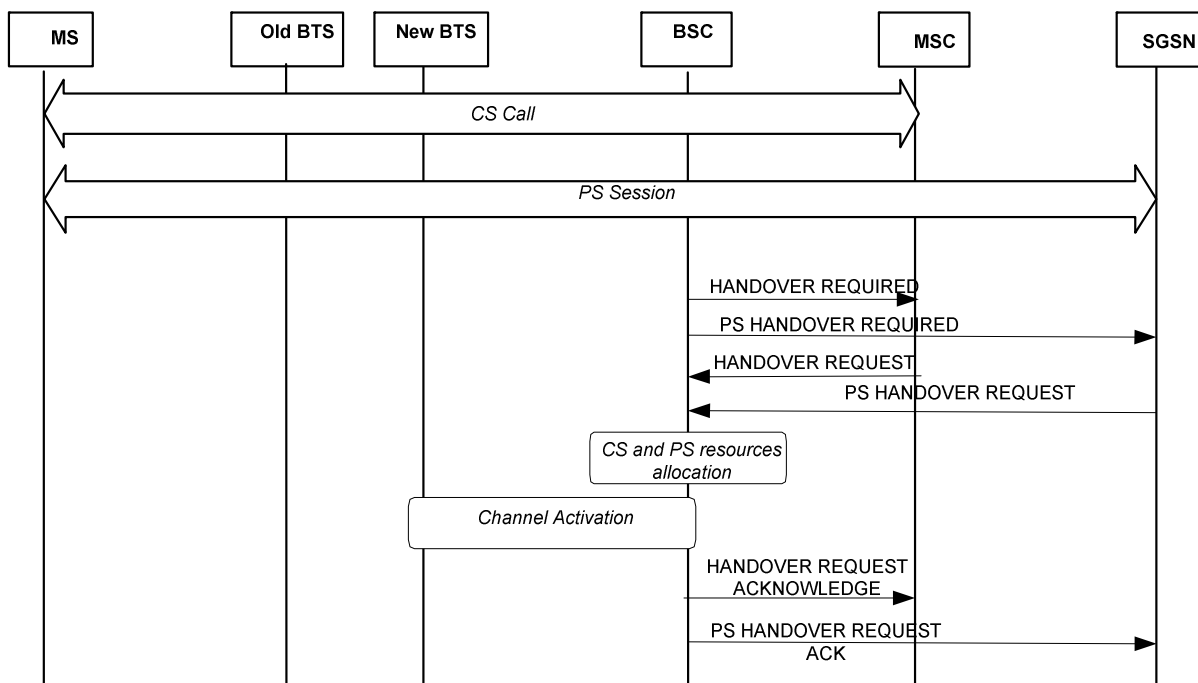 MS
Old BTS
New BTS
BSC
MSC
SGSN
CS Call
PS Session
HANDOVER REQUIRED
PS HANDOVER REQUIRED
HANDOVER REQUEST
PS HANDOVER REQUEST
CS and PS resources
allocation
Channel Activation
HANDOVER REQUEST
ACKNOWLEDGE
PS HANDOVER REQUEST
ACK